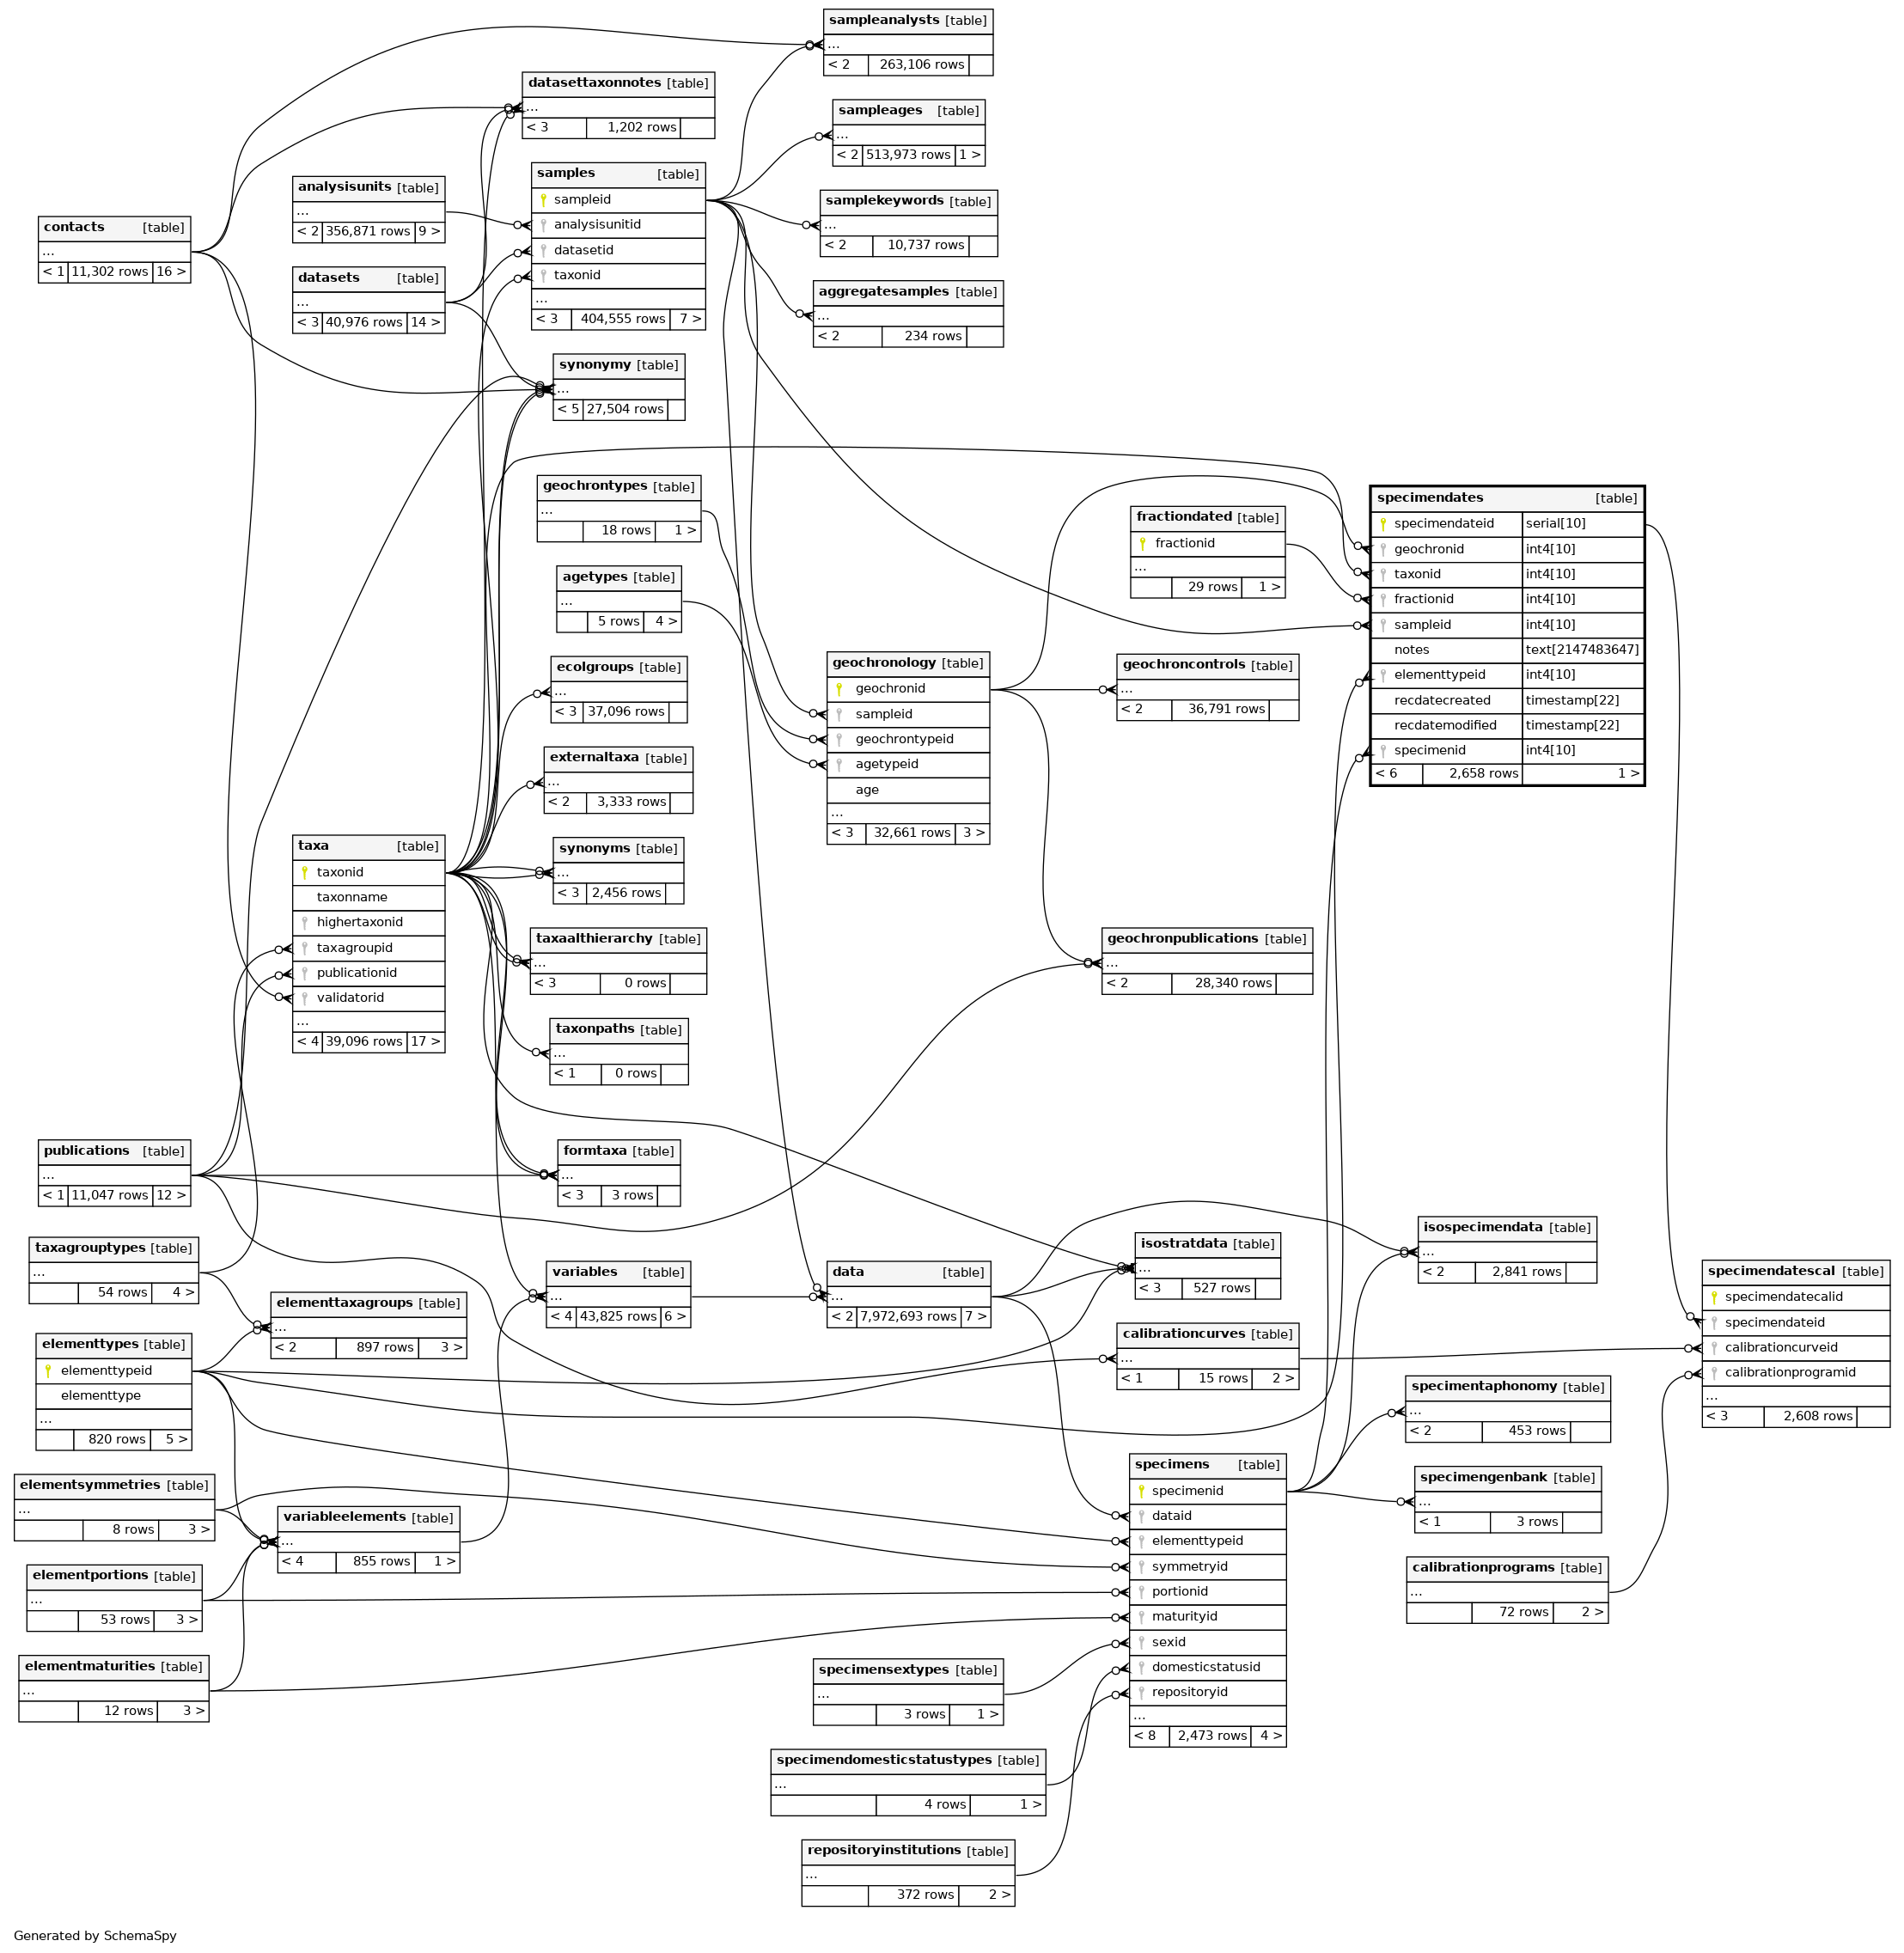 sampleanalysts [table]
...
< 2 263,106 rows
datasettaxonnotes [table]
...
< 3 1,202 rows
sampleages [table]
...
< 2 513,973 rows 1 >
samples [table]
sampleid
analysisunitid
datasetid
taxonid
...
< 3 404,555 rows 7 >
analysisunits [table]
...
< 2 356,871 rows 9 >
samplekeywords [table]
...
< 2 10,737 rows
contacts [table]
...
< 1 11,302 rows 16 >
datasets [table]
...
< 3 40,976 rows 14 >
aggregatesamples [table]
...
< 2 234 rows
synonymy [table]
...
< 5 27,504 rows
geochrontypes [table]
...
18 rows 1 >
specimendates [table]
specimendateid serial[10]
geochronid int4[10]
taxonid int4[10]
fractionid int4[10]
sampleid int4[10]
notes text[2147483647]
elementtypeid int4[10]
recdatecreated timestamp[22]
recdatemodified timestamp[22]
specimenid int4[10]
< 6 2,658 rows 1 >
fractiondated [table]
fractionid
...
29 rows 1 >
agetypes [table]
...
5 rows 4 >
ecolgroups [table]
...
< 3 37,096 rows
geochronology [table]
geochronid
sampleid
geochrontypeid
agetypeid
age
...
< 3 32,661 rows 3 >
geochroncontrols [table]
...
< 2 36,791 rows
externaltaxa [table]
...
< 2 3,333 rows
taxa [table]
taxonid
taxonname
highertaxonid
taxagroupid
publicationid
validatorid
...
< 4 39,096 rows 17 >
synonyms [table]
...
< 3 2,456 rows
taxaalthierarchy [table]
...
< 3 0 rows
geochronpublications [table]
...
< 2 28,340 rows
taxonpaths [table]
...
< 1 0 rows
publications [table]
...
< 1 11,047 rows 12 >
formtaxa [table]
...
< 3 3 rows
taxagrouptypes [table]
...
54 rows 4 >
variables [table]
...
< 4 43,825 rows 6 >
data [table]
...
< 2 7,972,693 rows 7 >
isostratdata [table]
...
< 3 527 rows
isospecimendata [table]
...
< 2 2,841 rows
specimendatescal [table]
specimendatecalid
specimendateid
calibrationcurveid
calibrationprogramid
...
< 3 2,608 rows
elementtaxagroups [table]
...
< 2 897 rows 3 >
elementtypes [table]
elementtypeid
elementtype
...
820 rows 5 >
calibrationcurves [table]
...
< 1 15 rows 2 >
specimentaphonomy [table]
...
< 2 453 rows
specimens [table]
specimenid
dataid
elementtypeid
symmetryid
portionid
maturityid
sexid
domesticstatusid
repositoryid
...
< 8 2,473 rows 4 >
specimengenbank [table]
...
< 1 3 rows
elementsymmetries [table]
...
8 rows 3 >
variableelements [table]
...
< 4 855 rows 1 >
calibrationprograms [table]
...
72 rows 2 >
elementportions [table]
...
53 rows 3 >
elementmaturities [table]
...
12 rows 3 >
specimensextypes [table]
...
3 rows 1 >
specimendomesticstatustypes [table]
...
4 rows 1 >
repositoryinstitutions [table]
...
372 rows 2 >
Generated by SchemaSpy